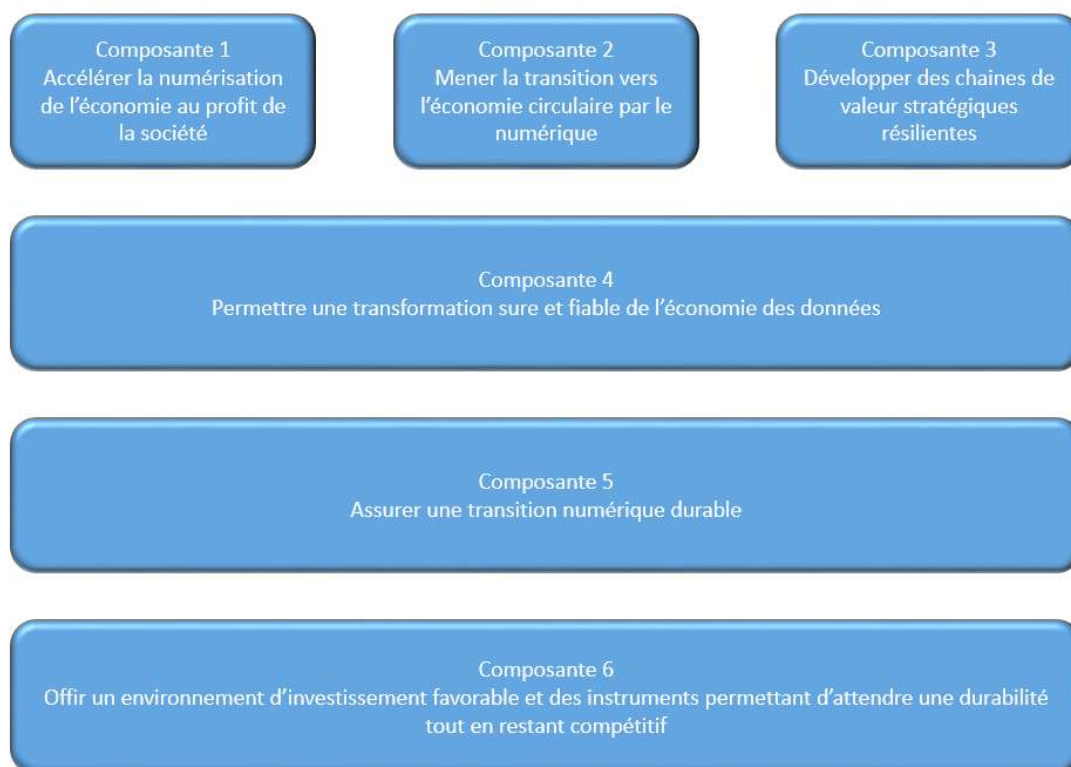 Composante 1
Accélérer la numérisation
de l’économie au profit de
la société
Composante 2
Mener la transition vers
l’économie circulaire par le
numérique
Composante 3
Développer des chaines de
valeur stratégiques
résilientes
Composante 4
Permettre une transformation sure et fiable de l’économie des données
Composante 5
Assurer une transition numérique durable
Composante 6
Offir un environnement d’investissement favorable et des instruments permettant d’attendre une durabilité
tout en restant compétitif